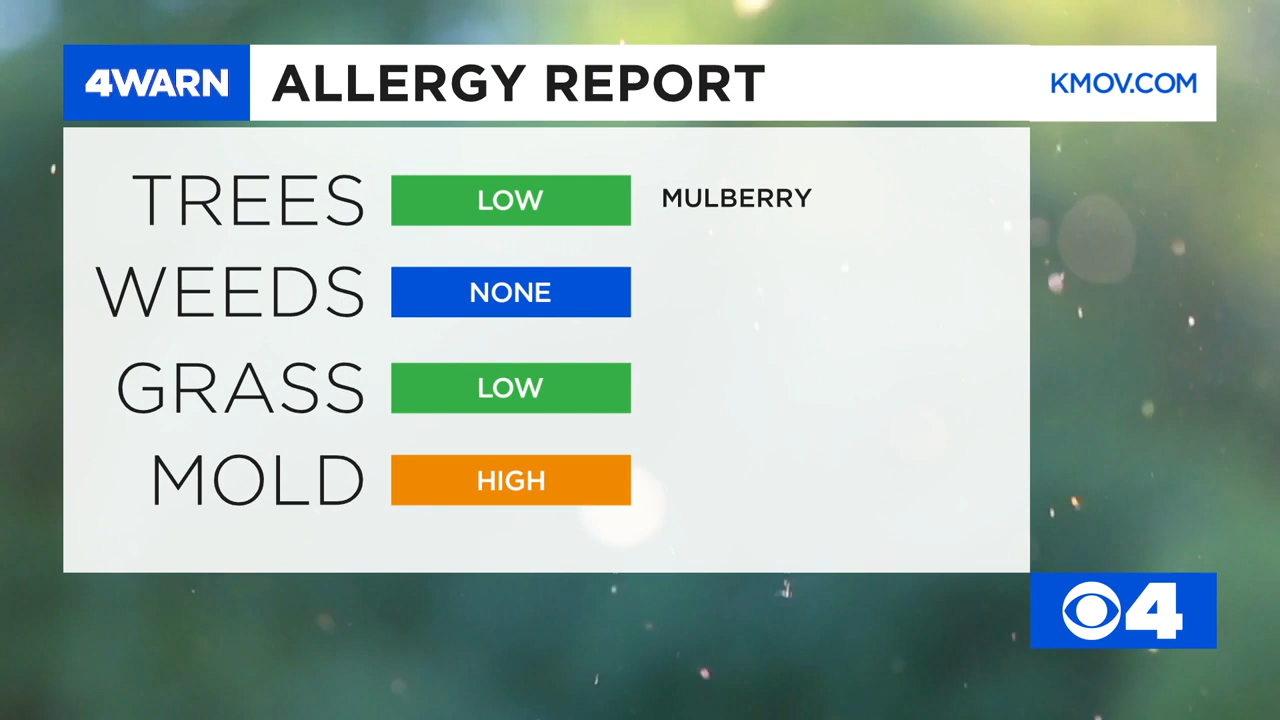 4WARN ALLERGY REPORT KMOV.COM
TREES LOW MULBERRY
WEEDS NONE
GRASS LOW
MOLD HIGH
4